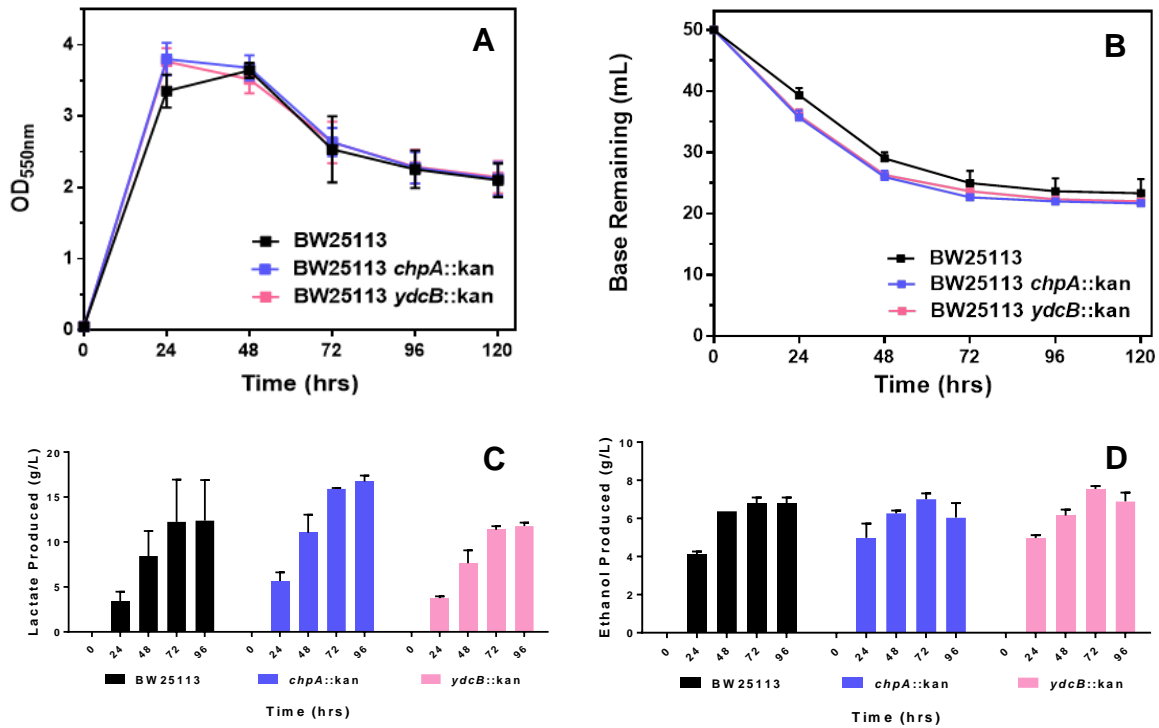 A
OD550nm
4
3
2
1
0
BW25113
BW25113 chpA::kan
BW25113 ydcB::kan
0 24 48 72 96 120
Time (hrs)
B
Base Remaining (mL)
50
40
30
20
10
0
BW25113
BW25113 chpA::kan
BW25113 ydcB::kan
0 24 48 72 96 120
Time (hrs)
C
Lactate Produced (g/L)
20
15
10
5
0
0 24 48 72 96 0 24 48 72 96 0 24 48 72 96
BW25113 chpA::kan ydcB::kan
Time (hrs)
D
Ethanol Produced (g/L)
10
8
6
4
2
0
0 24 48 72 96 0 24 48 72 96 0 24 48 72 96
BW25113 chpA::kan ydcB::kan
Time (hrs)